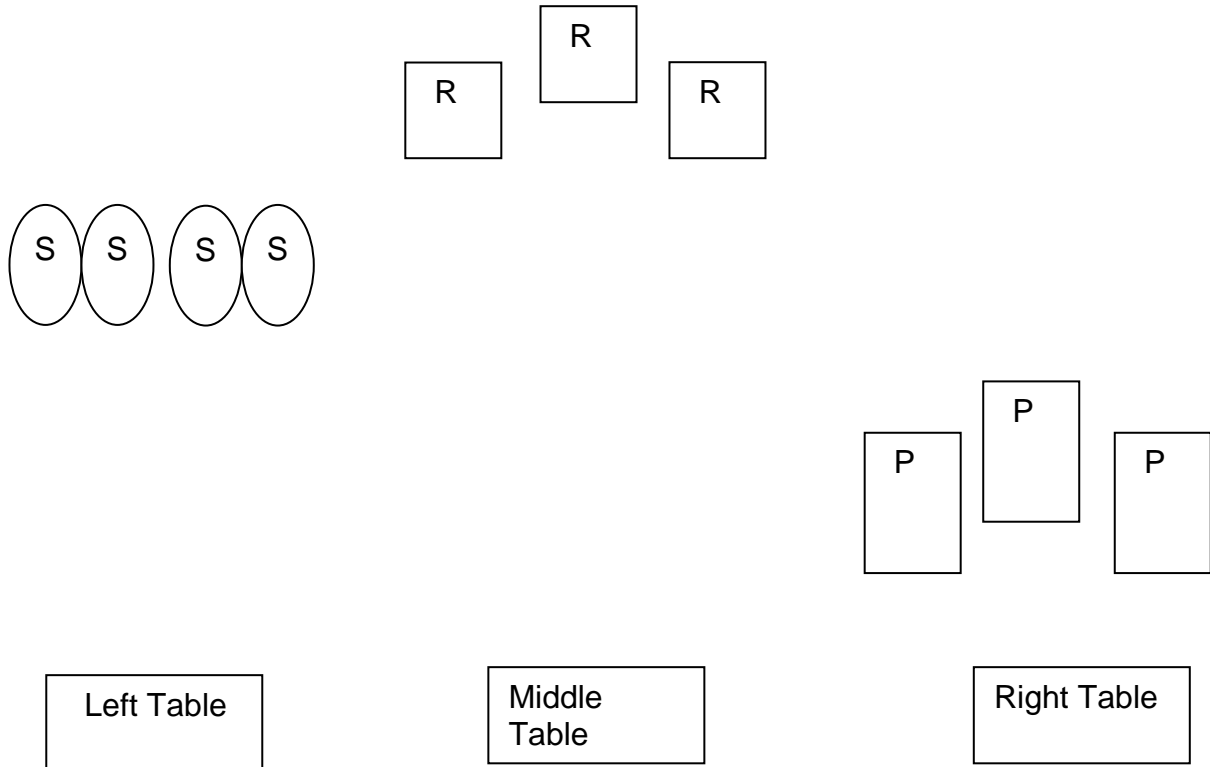 R
R R
S S S S
P
P P
Left Table
Middle
Table
Right Table